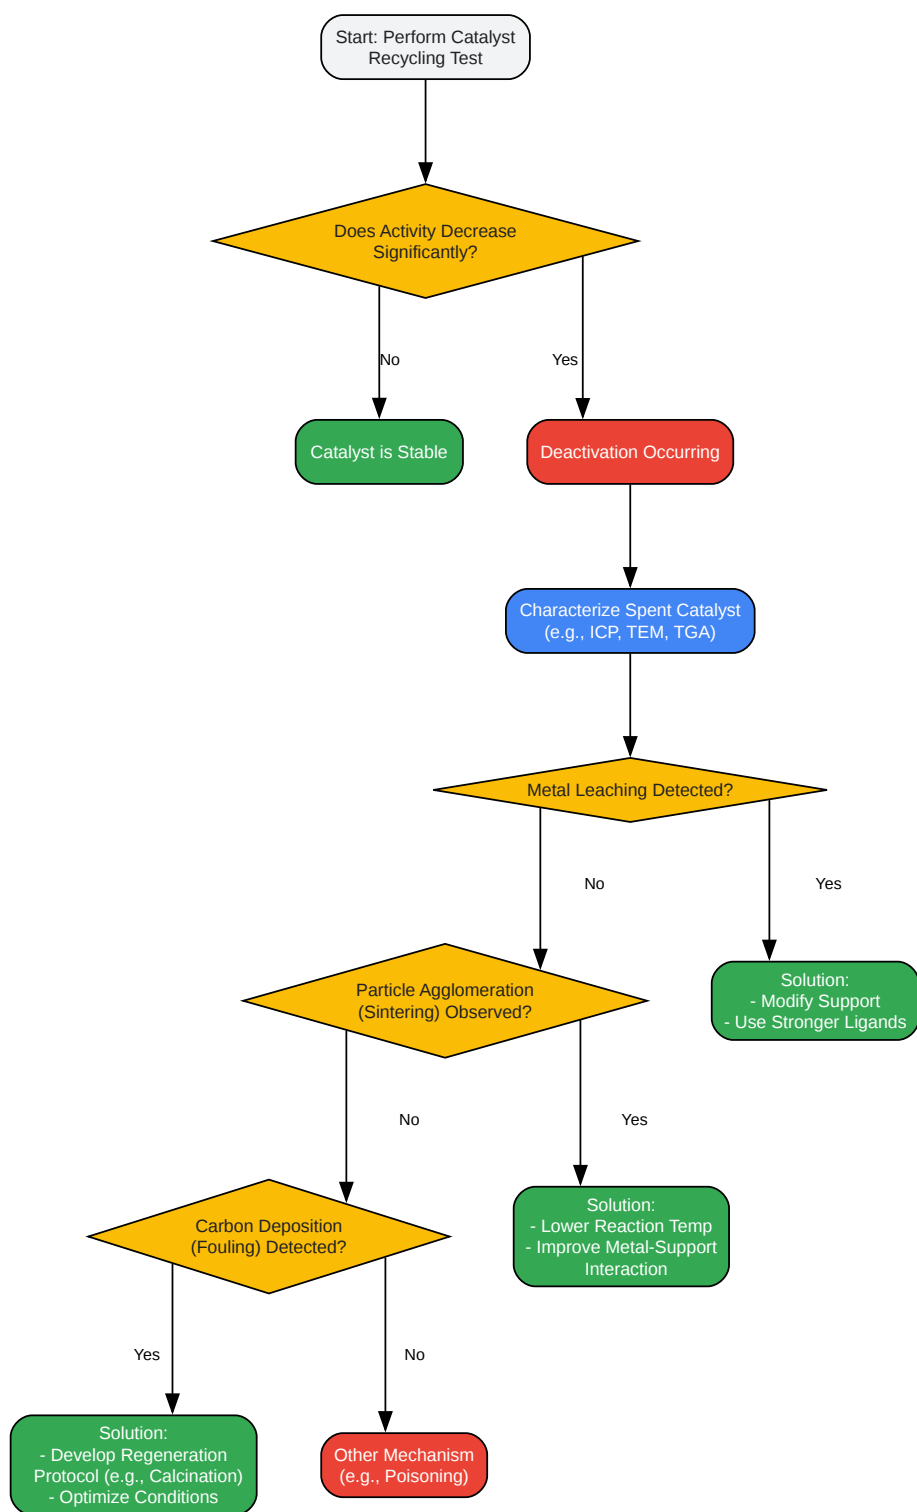 Start: Perform Catalyst
Recycling Test
Does Activity Decrease
Significantly?
No
Yes
Catalyst is Stable
Deactivation Occurring
Characterize Spent Catalyst
(e.g., ICP, TEM, TGA)
Metal Leaching Detected?
No
Yes
Solution:
- Modify Support
- Use Stronger Ligands
Particle Agglomeration
(Sintering) Observed?
No
Yes
Solution:
- Lower Reaction Temp
- Improve Metal-Support
Interaction
Carbon Deposition
(Fouling) Detected?
Yes
No
Solution:
- Develop Regeneration
Protocol (e.g., Calcination)
- Optimize Conditions
Other Mechanism
(e.g., Poisoning)